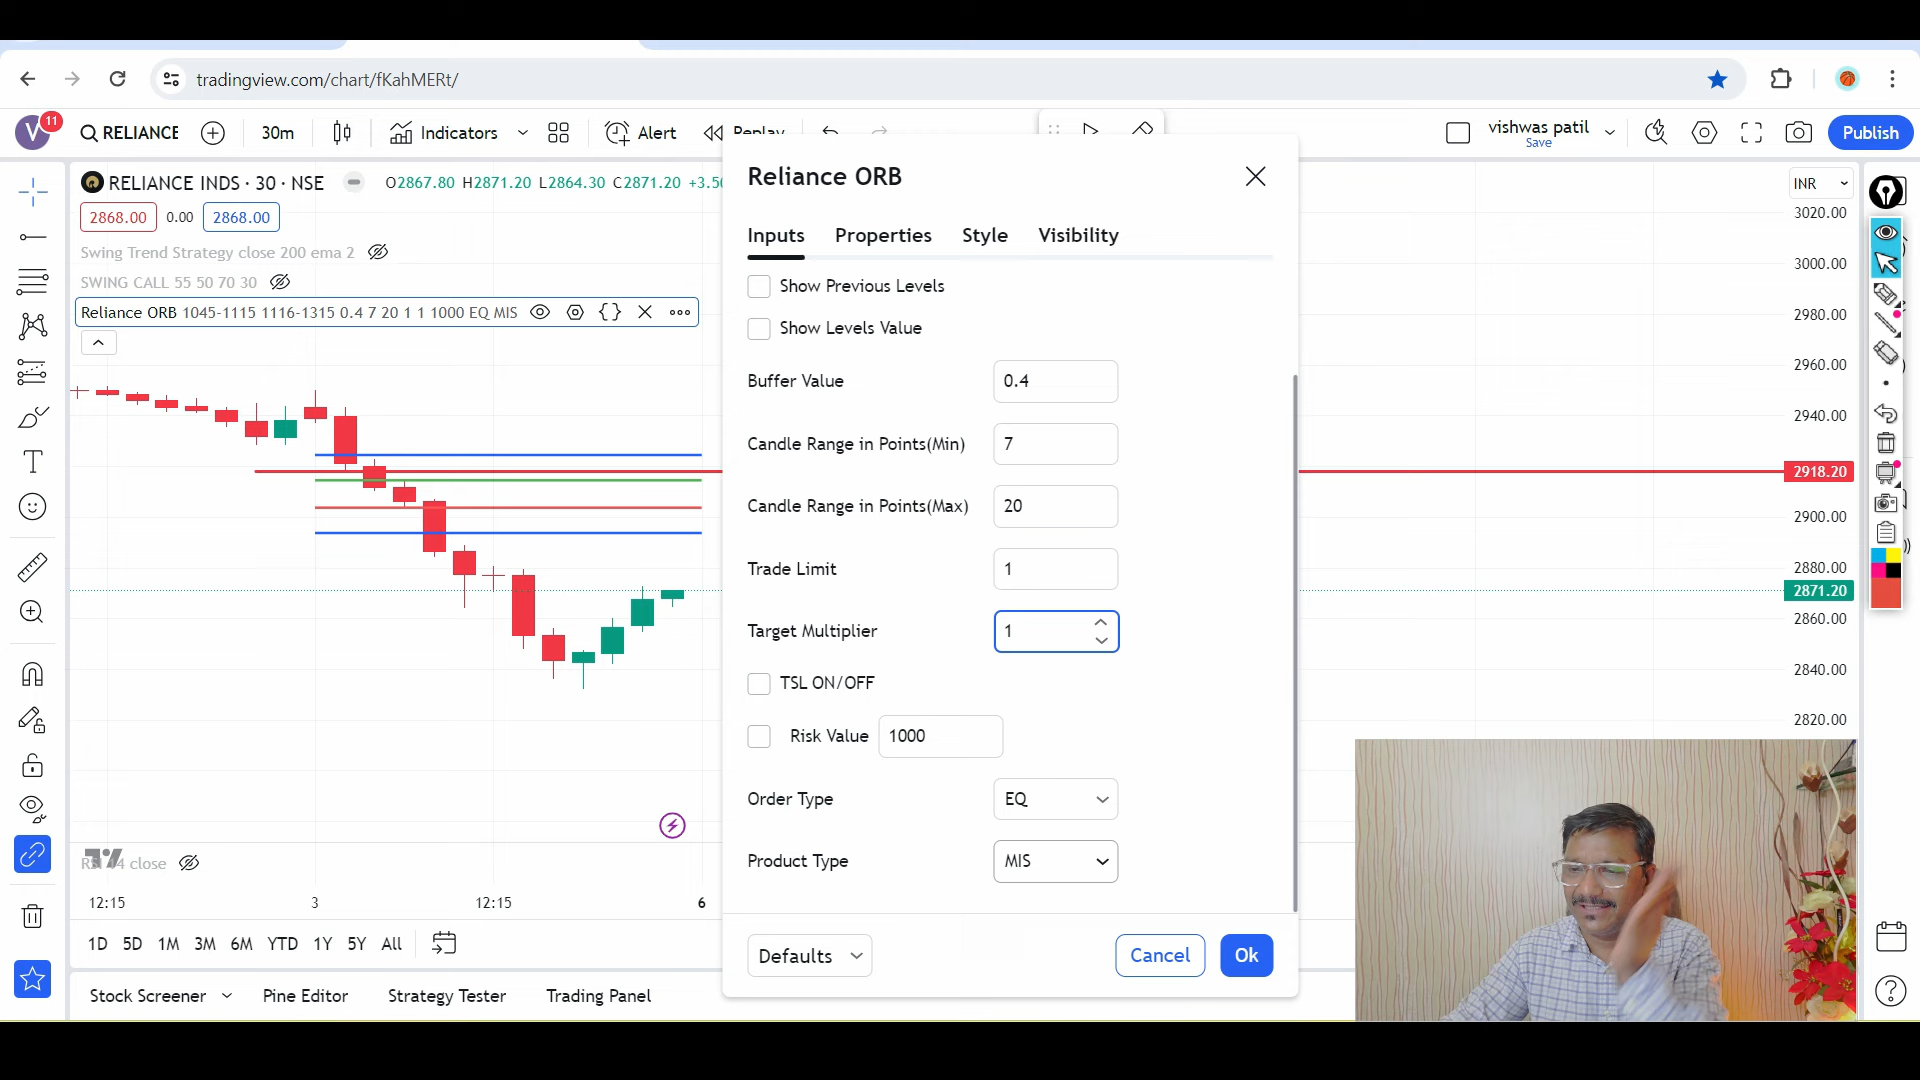 tradingview.com/chart/fKahMERt/
V
11
RELIANCE
30m
Indicators
Alert
Replay
vishwas patil
Save
Publish
RELIANCE INDS · 30 · NSE
O2867.80 H2871.20 L2864.30 C2871.20 +3.50
2868.00
0.00
2868.00
Swing Trend Strategy close 200 ema 2
SWING CALL 55 50 70 30
Reliance ORB 1045-1115 1116-1315 0.4 7 20 1 1 1000 EQ MIS
close
12:15
3
12:15
6
1D 5D 1M 3M 6M YTD 1Y 5Y All
Stock Screener
Pine Editor
Strategy Tester
Trading Panel
Reliance ORB
Inputs
Properties
Style
Visibility
Show Previous Levels
Show Levels Value
Buffer Value
0.4
Candle Range in Points(Min)
7
Candle Range in Points(Max)
20
Trade Limit
1
Target Multiplier
1
TSL ON/OFF
Risk Value
1000
Order Type
EQ
Product Type
MIS
Defaults
Cancel
Ok
INR
3020.00
3000.00
2980.00
2960.00
2940.00
2918.20
2900.00
2880.00
2871.20
2860.00
2840.00
2820.00